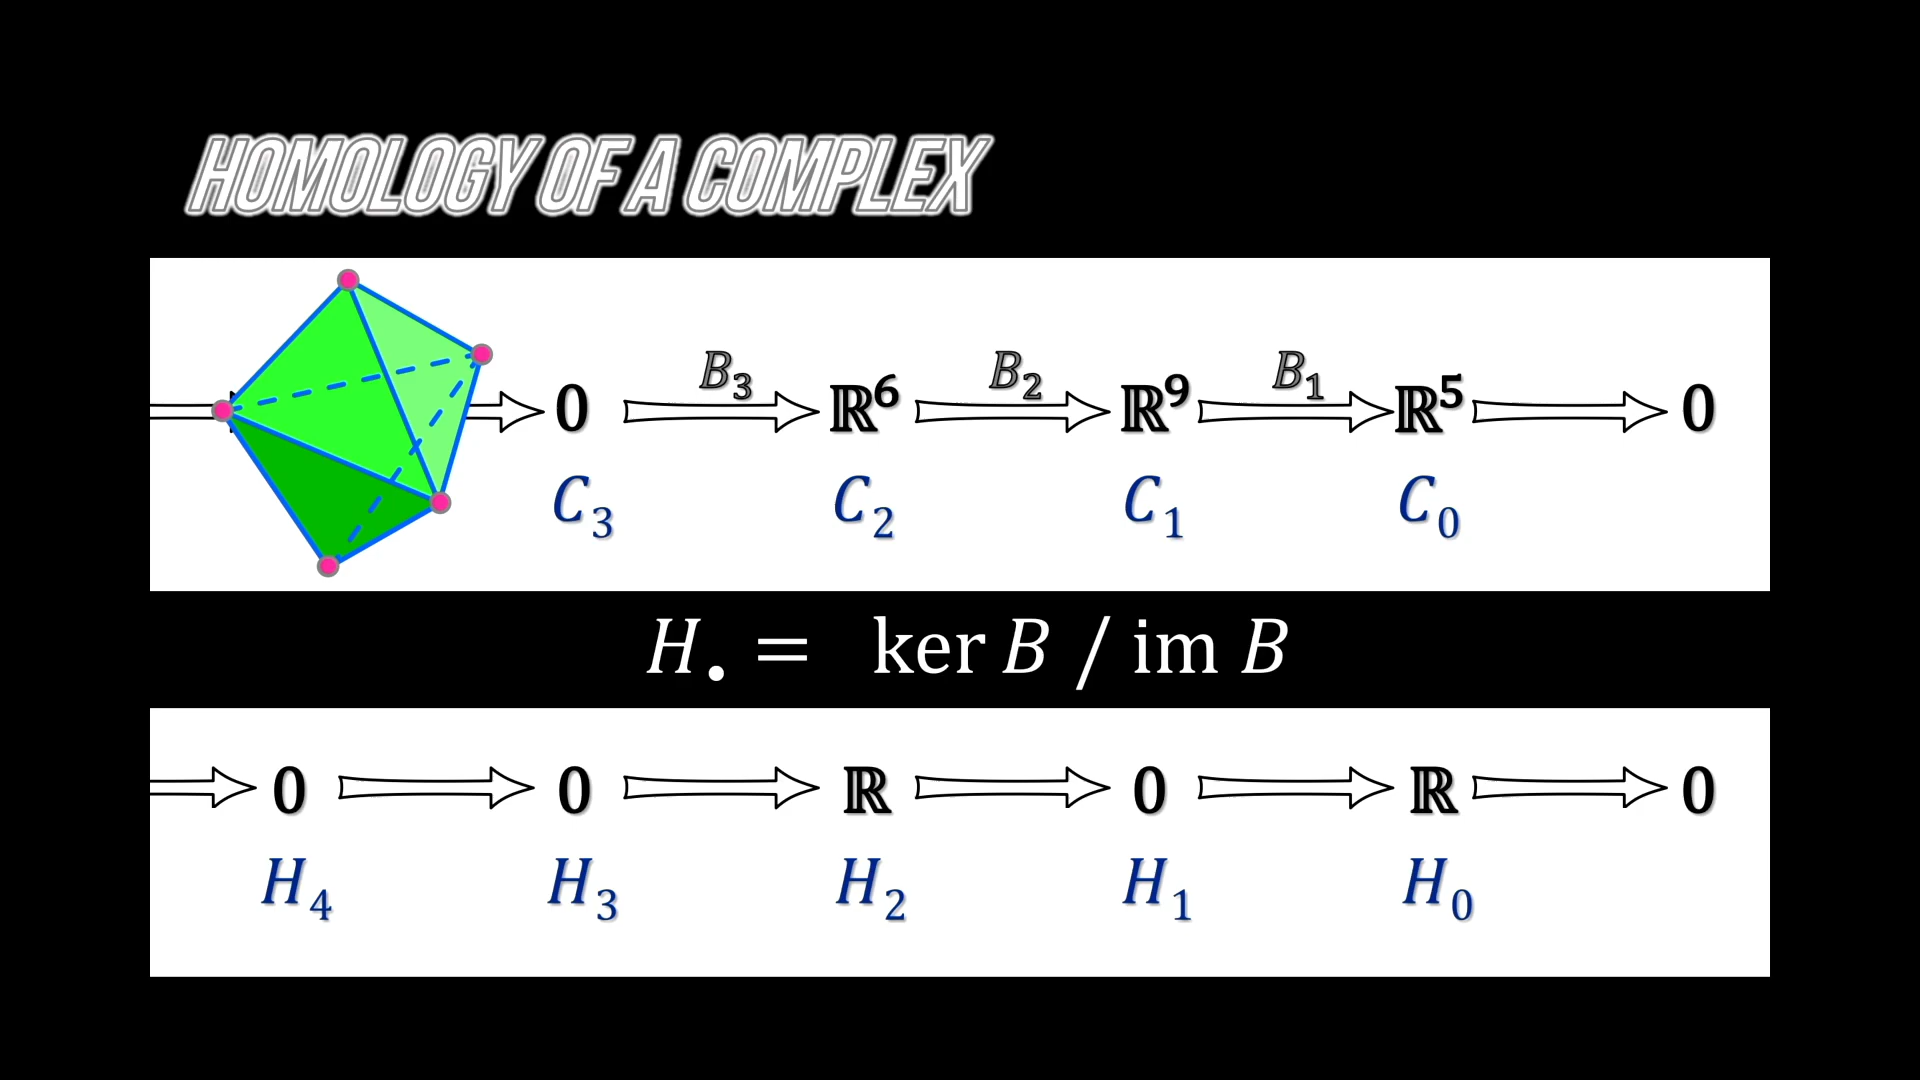 HOMOLOGY OF A COMPLEX
B₃ B₂ B₁
0 ℝ⁶ ℝ⁹ ℝ⁵ 0
C₃ C₂ C₁ C₀
H• = ker B / im B
0 0 ℝ 0 ℝ 0
H₄ H₃ H₂ H₁ H₀